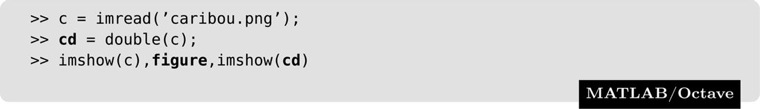 >> c = imread(’caribou.png’);
>> cd = double(c);
>> imshow(c),figure,imshow(cd)
MATLAB/Octave